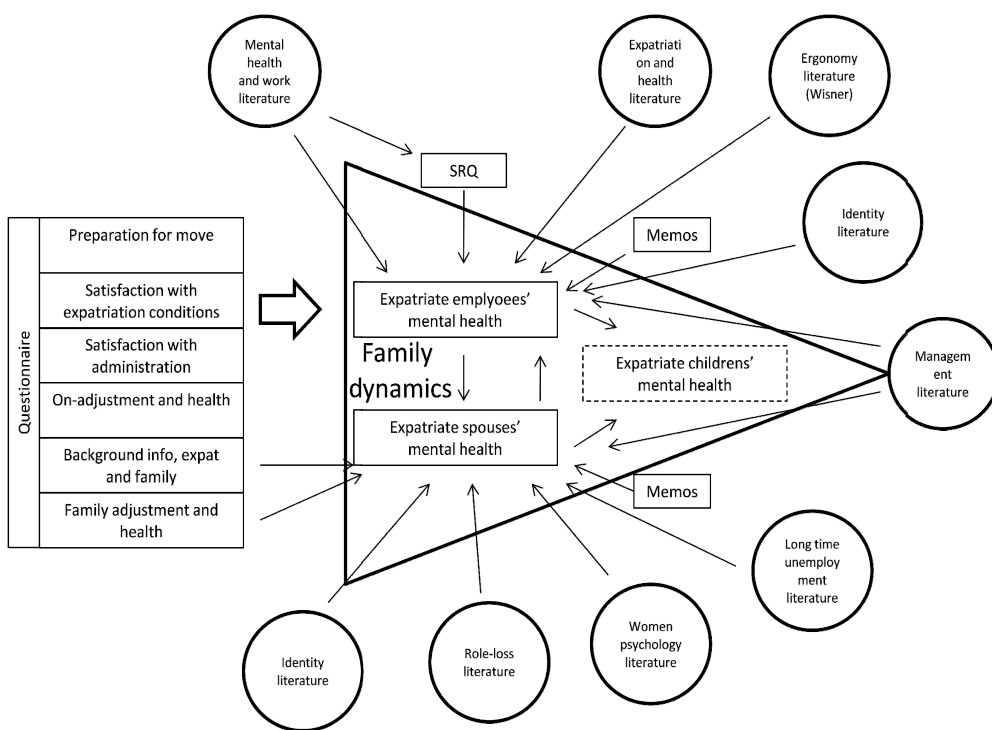 Mental
health
and work
literature
Expatriati
on and
health
literature
Ergonomy
literature
(Wisner)
SRQ
Identity
literature
Memos
Questionnaire
Preparation for move
Satisfaction with
expatriation conditions
Satisfaction with
administration
On-adjustment and health
Background info, expat
and family
Family adjustment and
health
Expatriate emplyoees'
mental health
Family
dynamics
Expatriate childrens'
mental health
Expatriate spouses'
mental health
Managem
ent
literature
Memos
Long time
unemploy
ment
literature
Identity
literature
Role-loss
literature
Women
psychology
literature